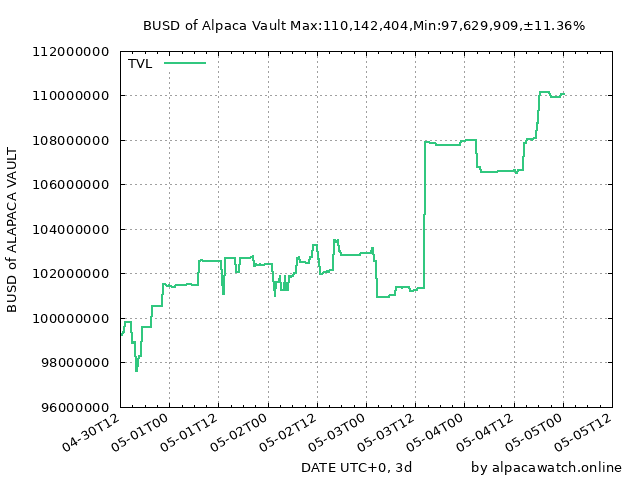 BUSD of Alpaca Vault Max:110,142,404,Min:97,629,909,±11.36%
TVL
112000000
110000000
108000000
106000000
104000000
102000000
100000000
98000000
96000000
BUSD of ALAPACA VAULT
04-30T12
05-01T00
05-01T12
05-02T00
05-02T12
05-03T00
05-03T12
05-04T00
05-04T12
05-05T00
05-05T12
DATE UTC+0, 3d
by alpacawatch.online